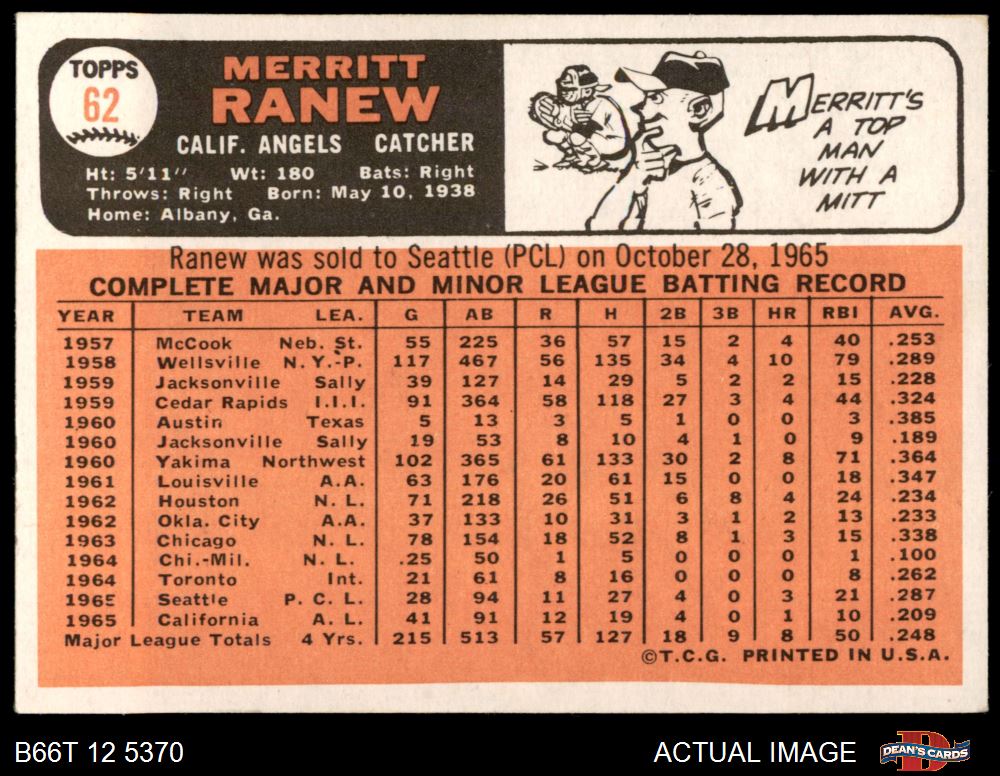 TOPPS
62
MERRITT
RANEW
CALIF. ANGELS CATCHER
Ht: 5'11" Wt: 180 Bats: Right
Throws: Right Born: May 10, 1938
Home: Albany, Ga.
MERRITT'S
A TOP
MAN
WITH A
MITT
Ranew was sold to Seattle (PCL) on October 28, 1965
COMPLETE MAJOR AND MINOR LEAGUE BATTING RECORD
YEAR TEAM LEA. G AB R H 2B 3B HR RBI AVG.
1957 McCook Neb. St. 55 225 36 57 15 2 4 40 .253
1958 Wellsville N.Y.-P. 117 467 56 135 34 4 10 79 .289
1959 Jacksonville Sally 39 127 14 29 5 2 2 15 .228
1959 Cedar Rapids I.I.I. 91 364 58 118 27 3 4 44 .324
1960 Austin Texas 5 13 3 5 1 0 0 3 .385
1960 Jacksonville Sally 19 53 8 10 4 1 0 9 .189
1960 Yakima Northwest 102 365 61 133 30 2 8 71 .364
1961 Louisville A.A. 63 176 20 61 15 0 0 18 .347
1962 Houston N. L. 71 218 26 51 6 8 4 24 .234
1962 Okla. City A.A. 37 133 10 31 3 1 2 13 .233
1963 Chicago N. L. 78 154 18 52 8 1 3 15 .338
1964 Chi.-Mil. N. L. .25 50 1 5 0 0 0 1 .100
1964 Toronto Int. 21 61 8 16 0 0 0 8 .262
1965 Seattle P. C. L. 28 94 11 27 4 0 3 21 .287
1965 California A. L. 41 91 12 19 4 0 1 10 .209
Major League Totals 4 Yrs. 215 513 57 127 18 9 8 50 .248
©T.C.G. PRINTED IN U.S.A.
B66T 12 5370 ACTUAL IMAGE DEAN'S CARDS